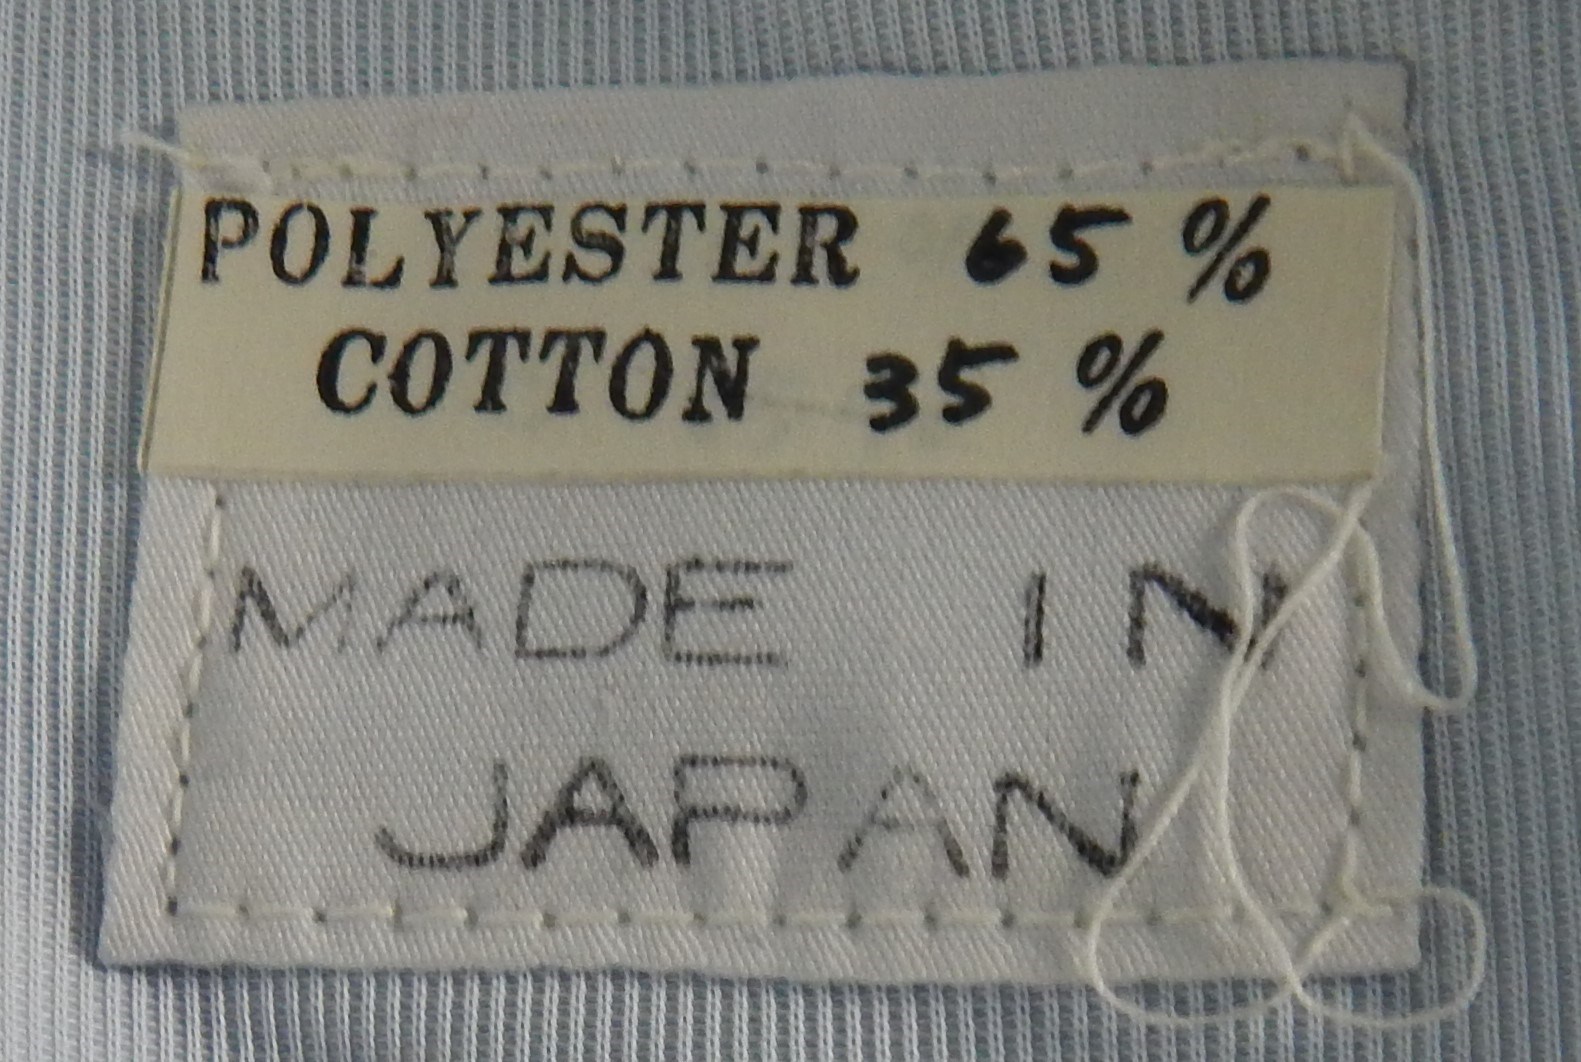 POLYESTER 65 %
COTTON 35 %
MADE IN
JAPAN